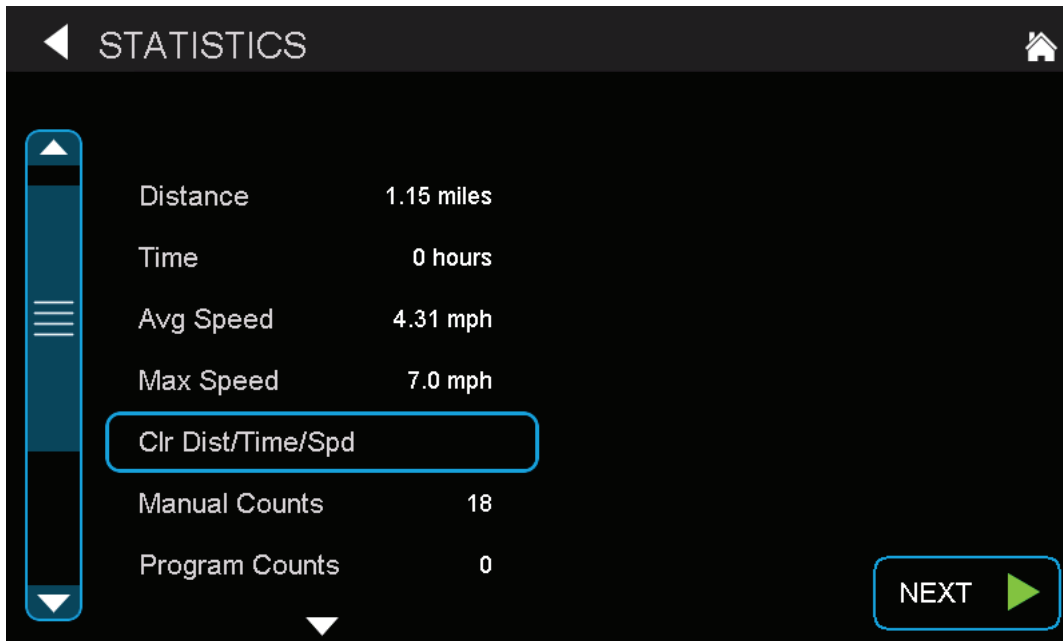 STATISTICS
Distance 1.15 miles
Time 0 hours
Avg Speed 4.31 mph
Max Speed 7.0 mph
Clr Dist/Time/Spd
Manual Counts 18
Program Counts 0
NEXT